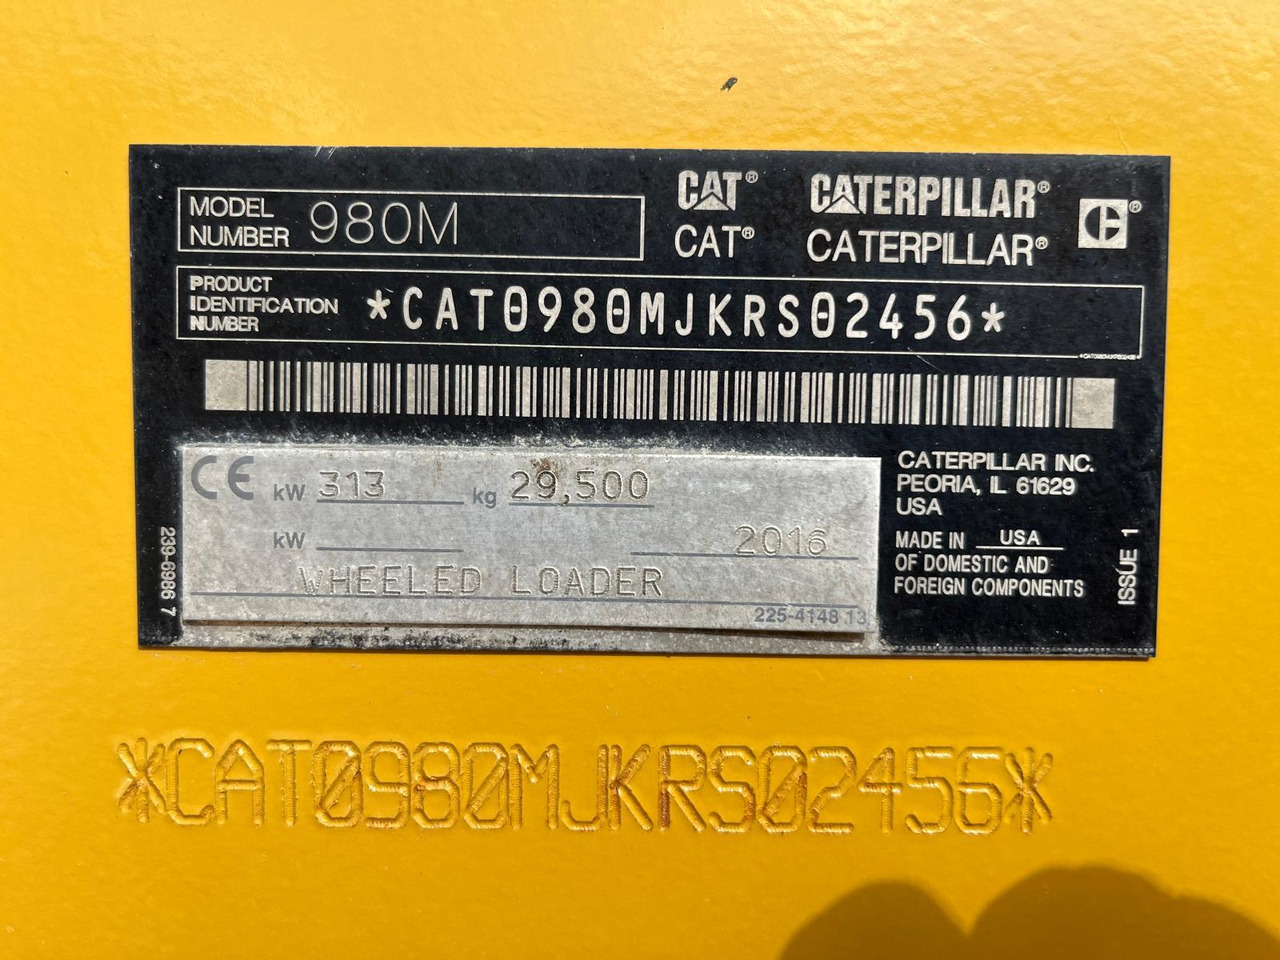 MODEL NUMBER 980M
CAT® CATERPILLAR®
CAT® CATERPILLAR®
PRODUCT
IDENTIFICATION
NUMBER
*CAT0980MJKRS02456*
*CAT0980MJKRS02456*
CE kW 313 kg 29,500
kW 2016
WHEELED LOADER
225-4148 13
239-6986 7
CATERPILLAR INC.
PEORIA, IL 61629
USA
MADE IN USA
OF DOMESTIC AND
FOREIGN COMPONENTS
ISSUE 1
*CAT0980MJKRS02456*